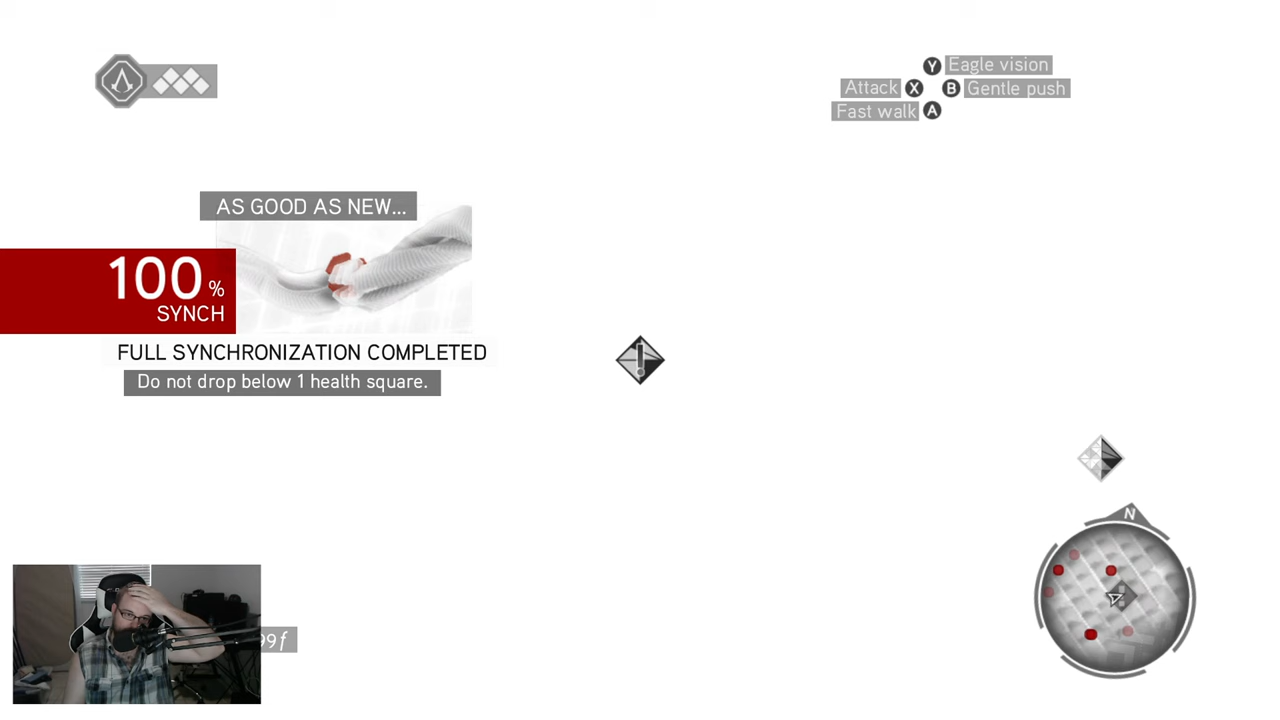 Y Eagle vision
Attack X B Gentle push
Fast walk A
AS GOOD AS NEW...
100 %
SYNCH
FULL SYNCHRONIZATION COMPLETED
Do not drop below 1 health square.
N
99ƒ